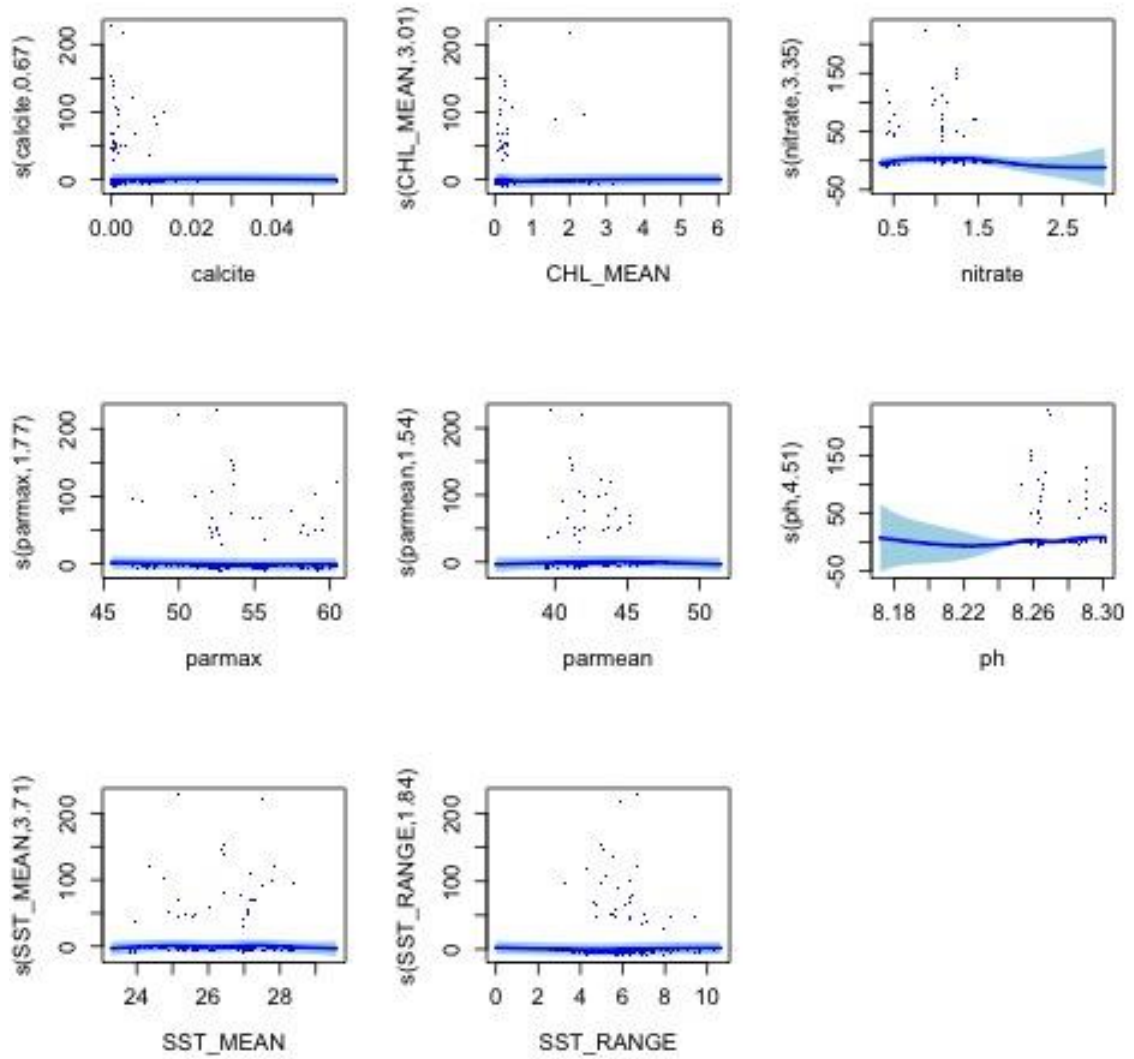 s(calcite,0.67)
200
100
0
0.00 0.02 0.04
calcite
s(CHL_MEAN,3.01)
200
100
0
0 1 2 3 4 5 6
CHL_MEAN
s(nitrate,3.35)
150
50
-50
0.5 1.5 2.5
nitrate
s(parmax,1.77)
200
100
0
45 50 55 60
parmax
s(parmean,1.54)
200
100
0
40 45 50
parmean
s(ph,4.51)
150
50
-50
8.18 8.22 8.26 8.30
ph
s(SST_MEAN,3.71)
200
100
0
24 26 28
SST_MEAN
s(SST_RANGE,1.84)
200
100
0
0 2 4 6 8 10
SST_RANGE